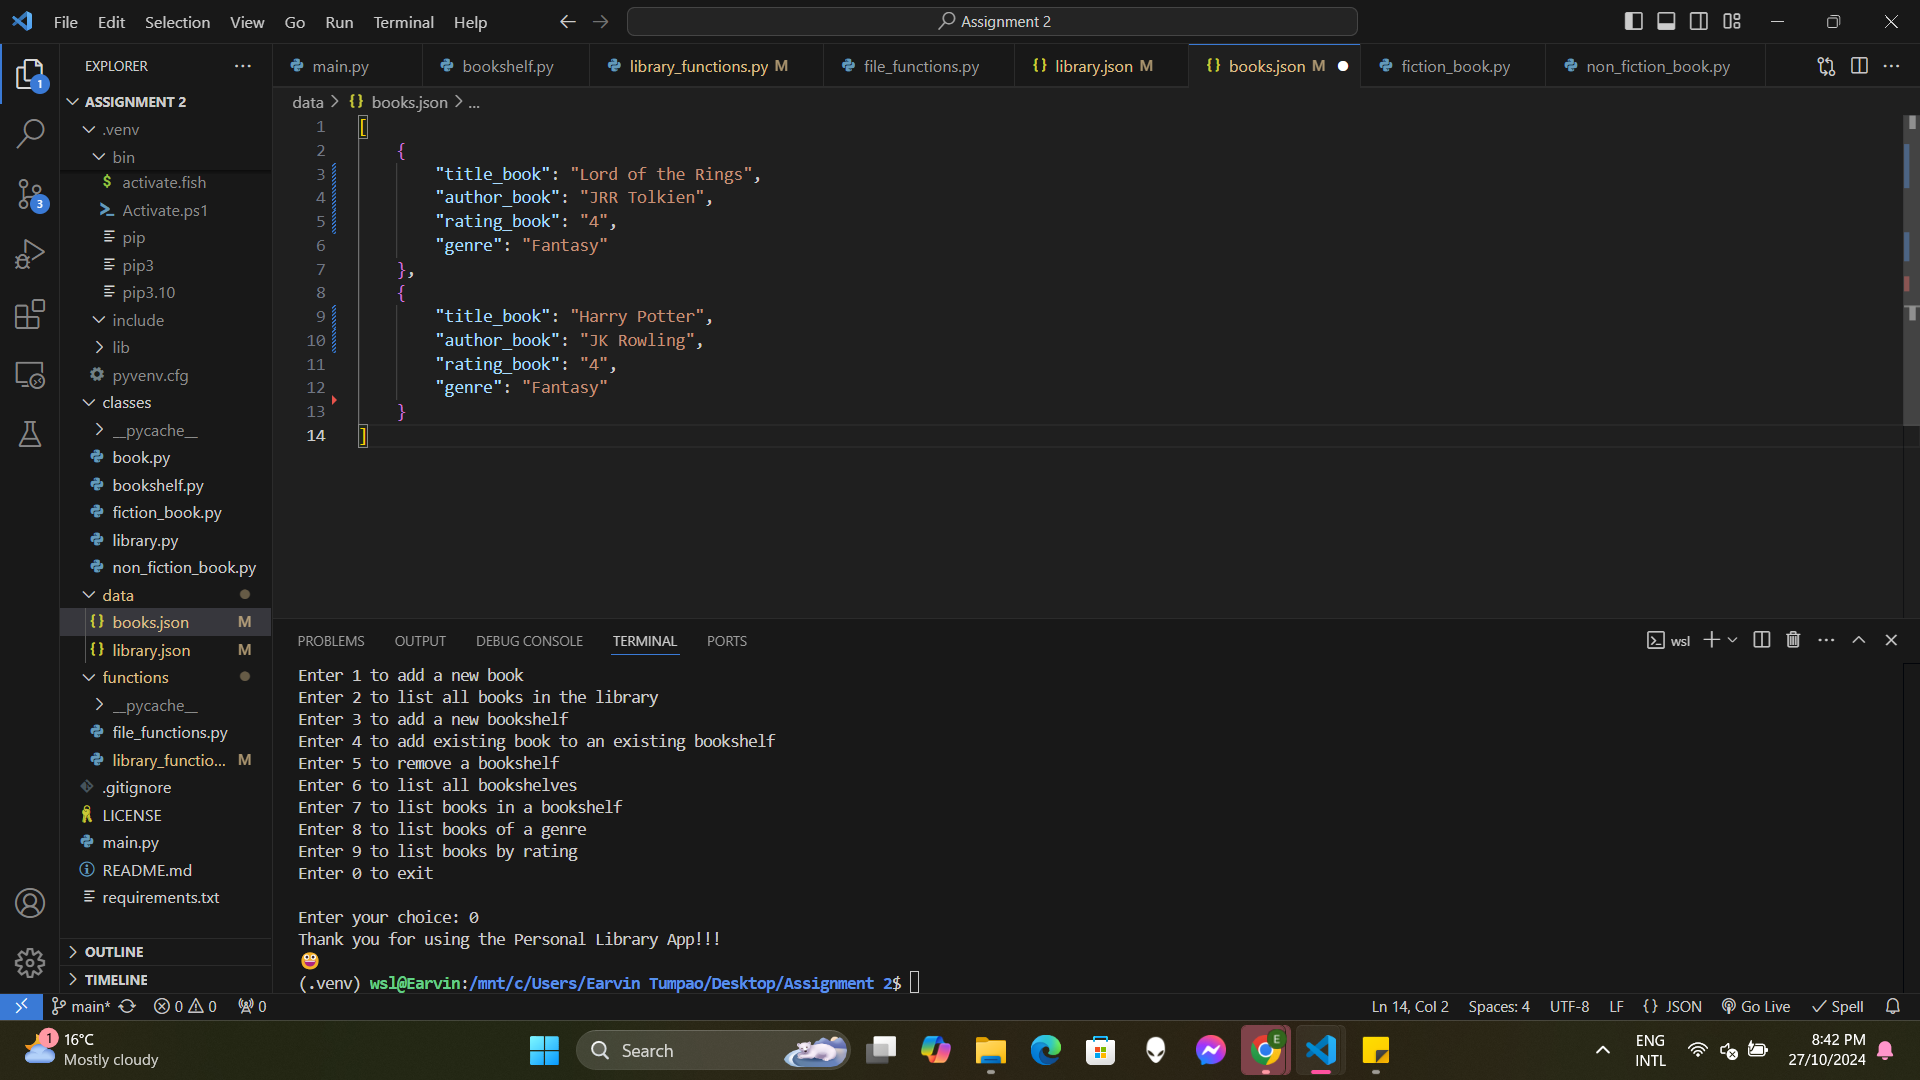 File Edit Selection View Go Run Terminal Help
Assignment 2
EXPLORER
ASSIGNMENT 2
.venv
bin
activate.fish
Activate.ps1
pip
pip3
pip3.10
include
lib
pyvenv.cfg
classes
__pycache__
book.py
bookshelf.py
fiction_book.py
library.py
non_fiction_book.py
data
books.json M
library.json M
functions
__pycache__
file_functions.py
library_functio... M
.gitignore
LICENSE
main.py
README.md
requirements.txt
OUTLINE
TIMELINE
1
3
main.py bookshelf.py library_functions.py M file_functions.py library.json M books.json M fiction_book.py non_fiction_book.py
data > {} books.json > ...
1 [
2 {
3 "title_book": "Lord of the Rings",
4 "author_book": "JRR Tolkien",
5 "rating_book": "4",
6 "genre": "Fantasy"
7 },
8 {
9 "title_book": "Harry Potter",
10 "author_book": "JK Rowling",
11 "rating_book": "4",
12 "genre": "Fantasy"
13 }
14 ]
PROBLEMS OUTPUT DEBUG CONSOLE TERMINAL PORTS
wsl
Enter 1 to add a new book
Enter 2 to list all books in the library
Enter 3 to add a new bookshelf
Enter 4 to add existing book to an existing bookshelf
Enter 5 to remove a bookshelf
Enter 6 to list all bookshelves
Enter 7 to list books in a bookshelf
Enter 8 to list books of a genre
Enter 9 to list books by rating
Enter 0 to exit
Enter your choice: 0
Thank you for using the Personal Library App!!!
(.venv) wsl@Earvin:/mnt/c/Users/Earvin Tumpao/Desktop/Assignment 2$
main* 0 0 0
Ln 14, Col 2 Spaces: 4 UTF-8 LF {} JSON Go Live Spell
1
16°C
Mostly cloudy
Search
E
ENG
INTL
8:42 PM
27/10/2024